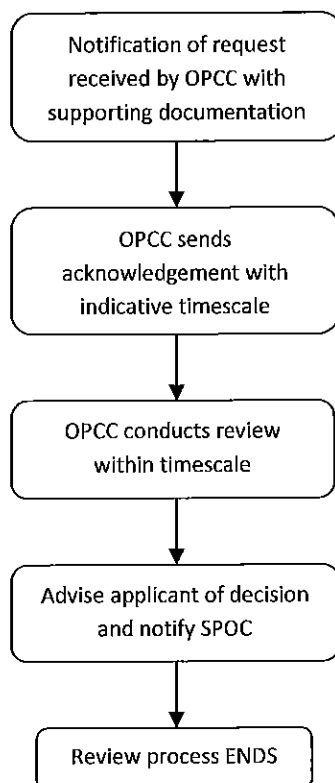 Notification of request
received by OPCC with
supporting documentation
OPCC sends
acknowledgement with
indicative timescale
OPCC conducts review
within timescale
Advise applicant of decision
and notify SPOC
Review process ENDS